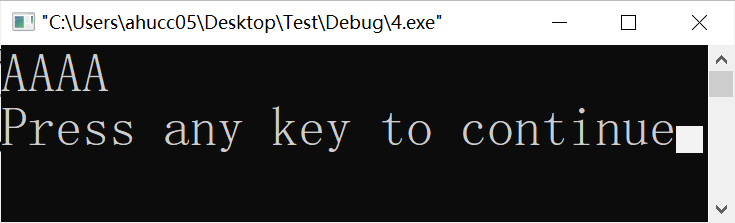 "C:\Users\ahucc05\Desktop\Test\Debug\4.exe"
AAAA
Press any key to continue